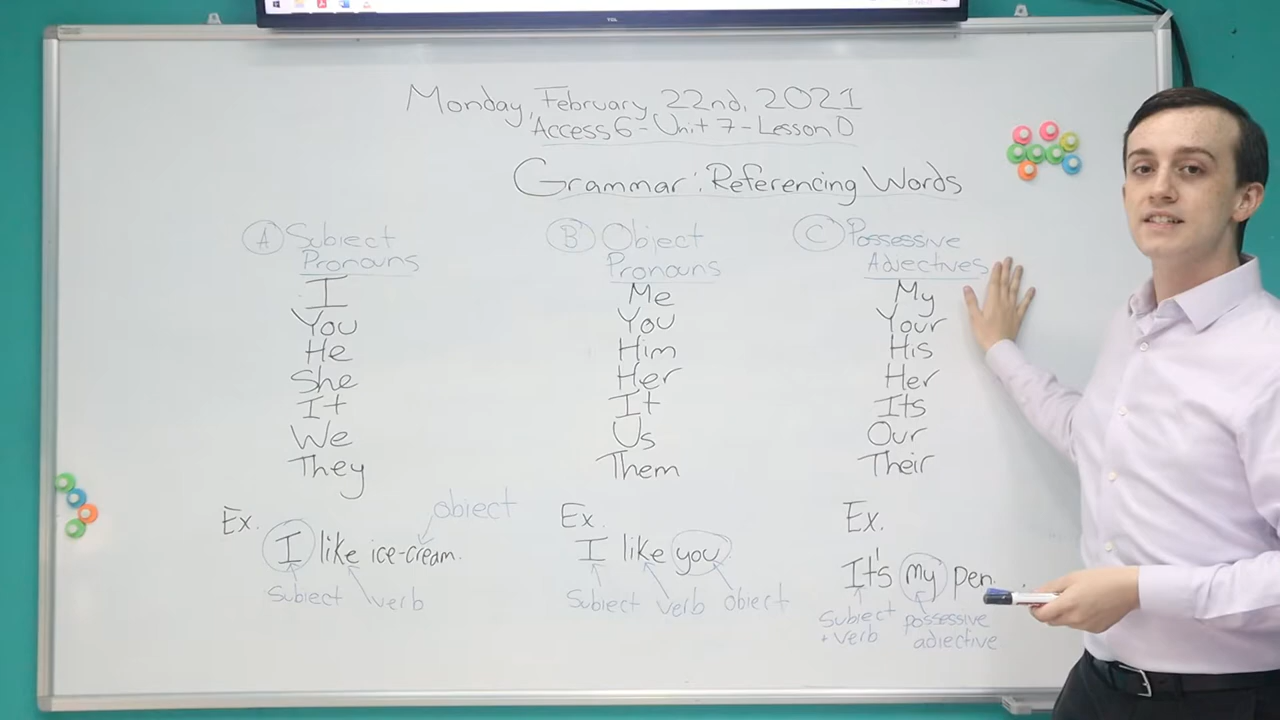 TCL
Monday, February 22nd, 2021
Access 6 - Unit 7 - Lesson D
Grammar: Referencing Words
A Subject
Pronouns
I
You
He
She
It
We
They
Ex.
object
I like ice-cream.
Subject verb
B Object
Pronouns
Me
You
Him
Her
It
Us
Them
Ex.
I like you
Subject verb object
C Possessive
Adjectives
My
Your
His
Her
Its
Our
Their
Ex.
It's my pen.
Subject
+ verb
possessive
adjective